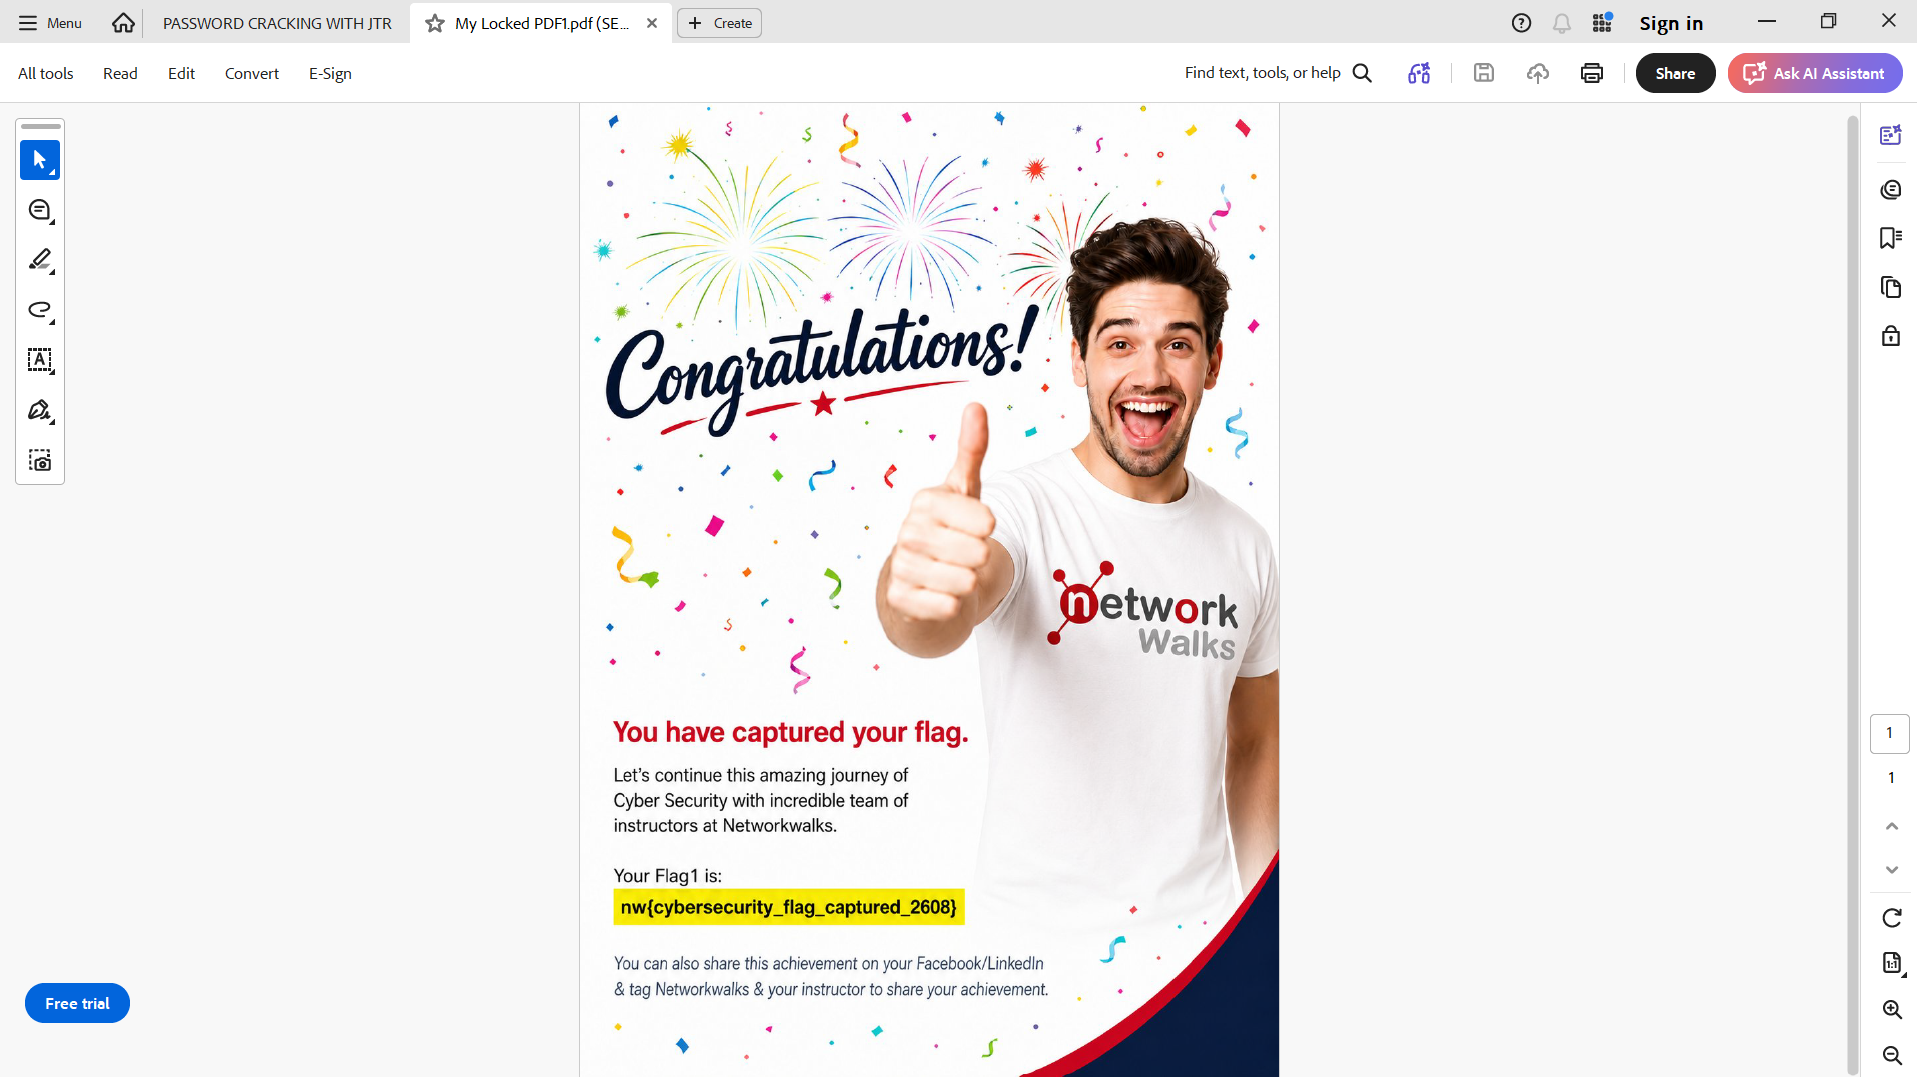 Menu
PASSWORD CRACKING WITH JTR
My Locked PDF1.pdf (SE...
Create
Sign in
All tools
Read
Edit
Convert
E-Sign
Find text, tools, or help
Share
Ask AI Assistant
Congratulations!
network
Walks
You have captured your flag.
Let's continue this amazing journey of
Cyber Security with incredible team of
instructors at Networkwalks.
Your Flag1 is:
nw{cybersecurity_flag_captured_2608}
You can also share this achievement on your Facebook/LinkedIn
& tag Networkwalks & your instructor to share your achievement.
Free trial
1
1
1:1